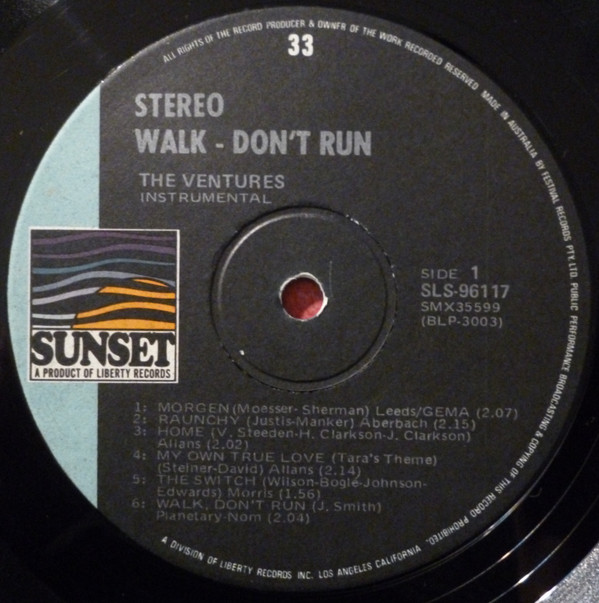 ALL RIGHTS OF THE RECORD PRODUCER & OWNER OF THE WORK RECORDED RESERVED MADE IN AUSTRALIA BY FESTIVAL RECORDS PTY. LTD. PUBLIC PERFORMANCE BROADCASTING & COPYING OF THIS RECORD PROHIBITED.
33
STEREO
WALK - DON'T RUN
THE VENTURES
INSTRUMENTAL
SIDE 1
SLS-96117
SMX35599
(BLP-3003)
SUNSET
A PRODUCT OF LIBERTY RECORDS
1: MORGEN (Moesser-Sherman) Leeds/GEMA (2.07)
2: RAUNCHY (Justis-Manker) Aberbach (2.15)
3: HOME (V. Steeden-H. Clarkson-J. Clarkson)
Allans (2.02)
4: MY OWN TRUE LOVE (Tara's Theme)
(Steiner-David) Allans (2.14)
5: THE SWITCH (Wilson-Bogle-Johnson-
Edwards) Morris (1.56)
6: WALK, DON'T RUN (J. Smith)
Planetary-Nom (2.04)
A DIVISION OF LIBERTY RECORDS INC. LOS ANGELES CALIFORNIA